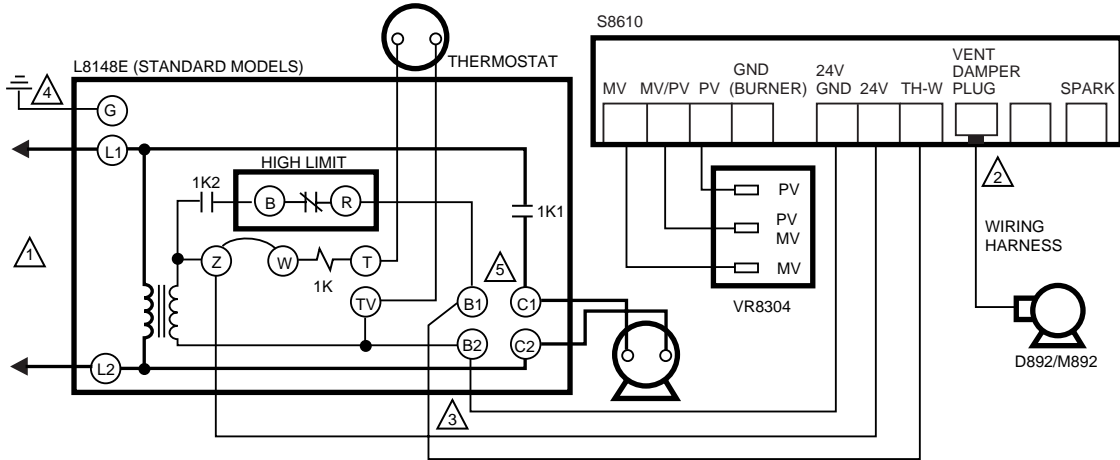 S8610
THERMOSTAT
L8148E (STANDARD MODELS)
MV
MV/PV
PV
GND
(BURNER)
24V
GND
24V
TH-W
VENT
DAMPER
PLUG
SPARK
4
G
L1
HIGH LIMIT
1K2
B
R
1K1
2
PV
PV
MV
MV
VR8304
WIRING
HARNESS
1
Z
W
1K
T
5
TV
B1
C1
B2
C2
L2
3
D892/M892